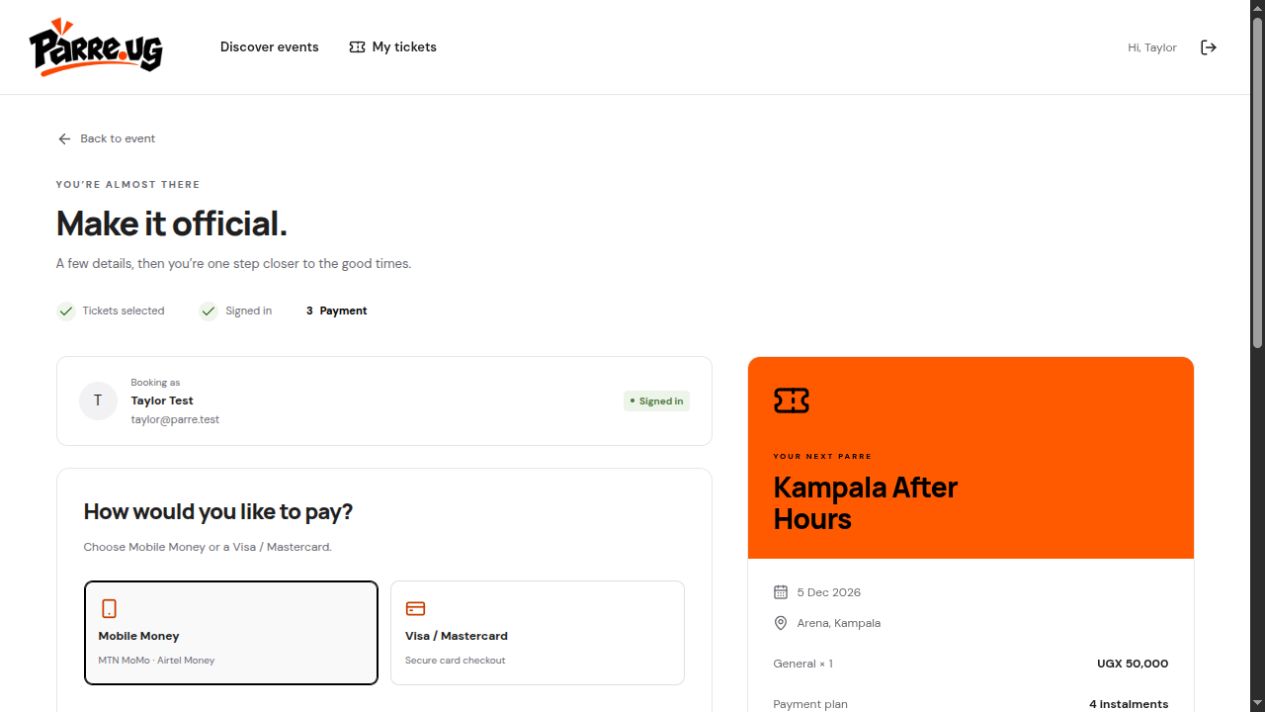 Parre.ug
Discover events
My tickets
Hi, Taylor
Back to event
YOU'RE ALMOST THERE
Make it official.
A few details, then you're one step closer to the good times.
Tickets selected
Signed in
3 Payment
T
Booking as
Taylor Test
taylor@parre.test
• Signed in
How would you like to pay?
Choose Mobile Money or a Visa / Mastercard.
Mobile Money
MTN MoMo · Airtel Money
Visa / Mastercard
Secure card checkout
YOUR NEXT PARRE
Kampala After
Hours
5 Dec 2026
Arena, Kampala
General × 1 UGX 50,000
Payment plan 4 instalments